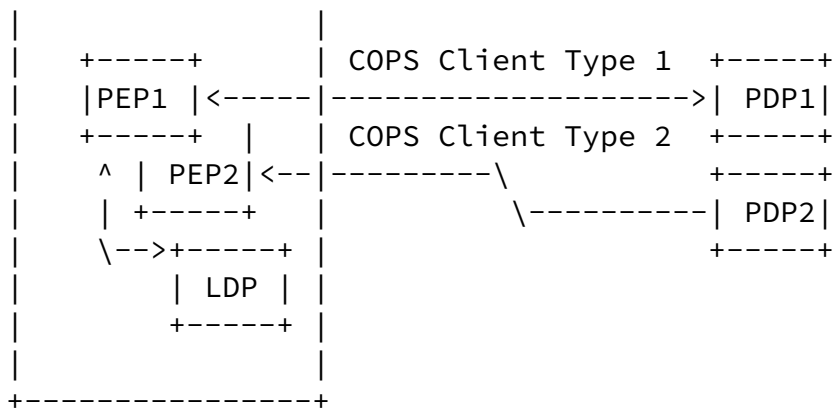 COPS Client Type 1
PEP1 PDP1
COPS Client Type 2
PEP2
PDP2
LDP